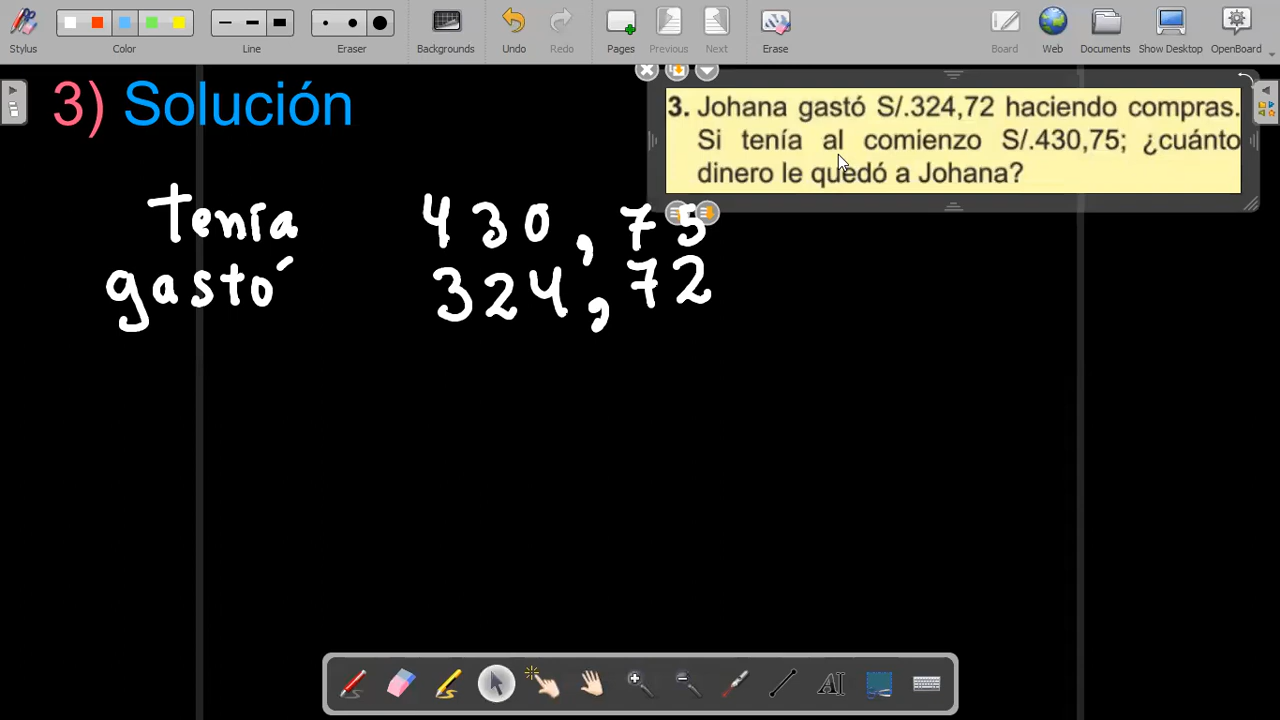 Stylus
Color
Line
Eraser
Backgrounds
Undo
Redo
Pages
Previous
Next
Erase
Board
Web
Documents
Show Desktop
OpenBoard
3) Solución
3. Johana gastó S/.324,72 haciendo compras.
Si tenía al comienzo S/.430,75; ¿cuánto
dinero le quedó a Johana?
tenía 430,75
gastó 324,72
AI